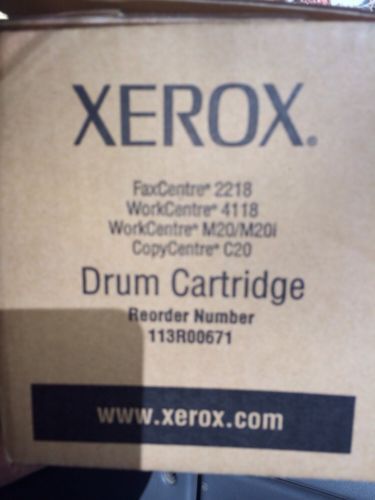 XEROX.
FaxCentre® 2218
WorkCentre® 4118
WorkCentre® M20/M20i
CopyCentre® C20
Drum Cartridge
Reorder Number
113R00671
www.xerox.com